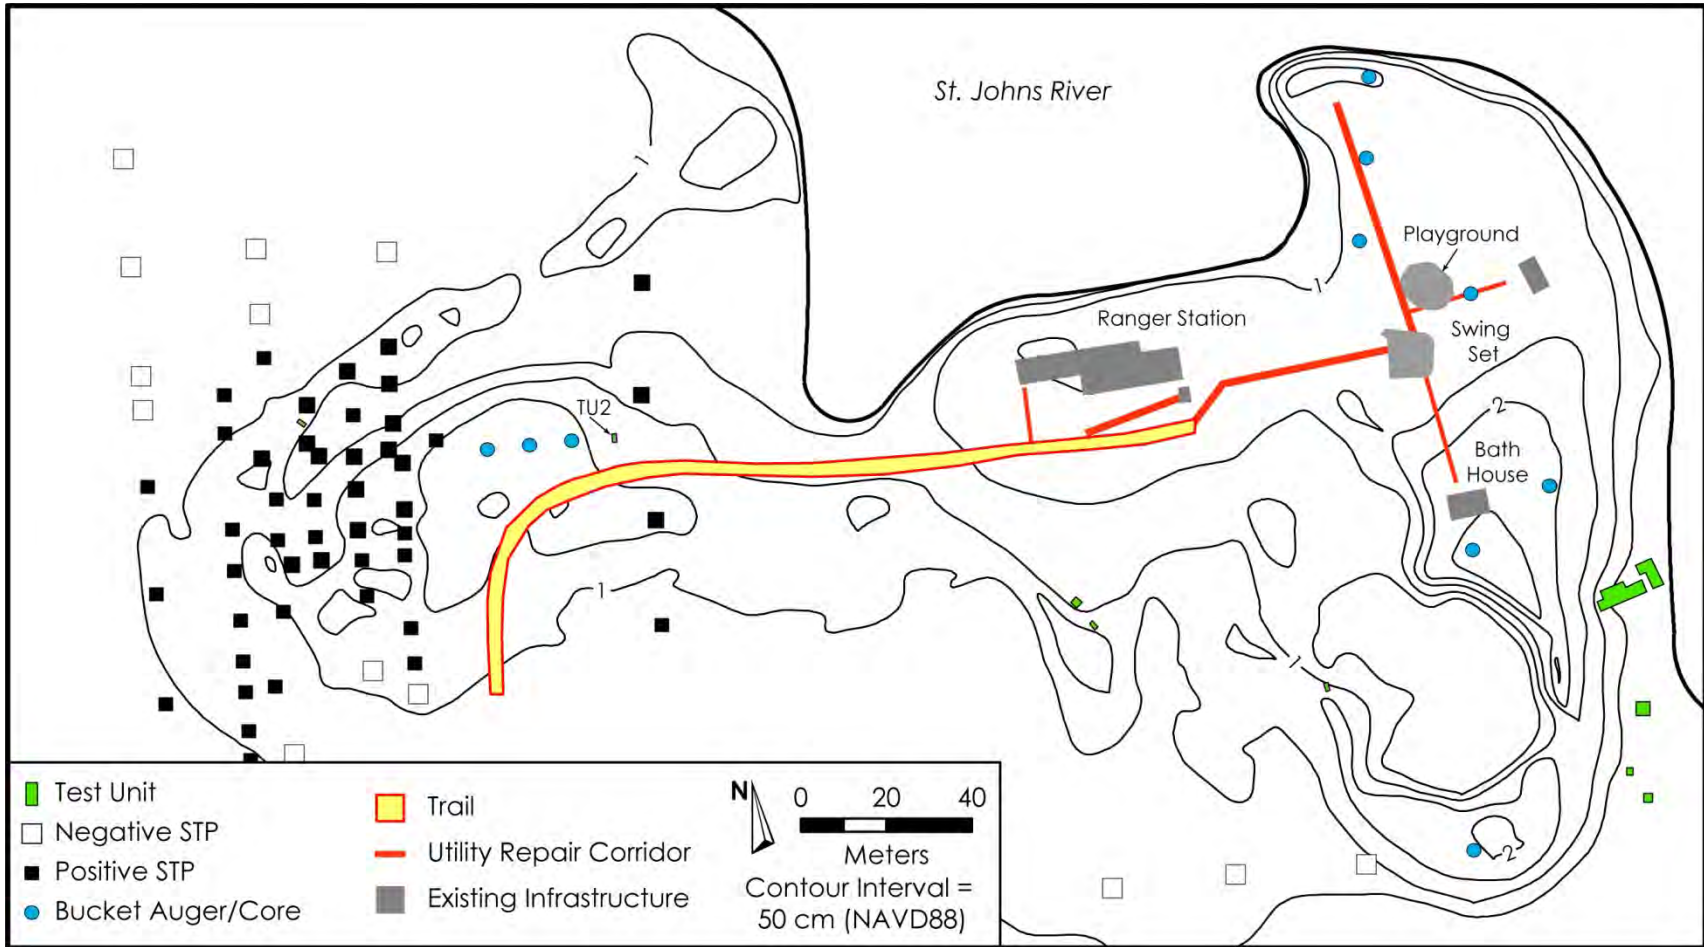 St. Johns River
1
Playground
1
Ranger Station
Swing
Set
TU2
2
Bath
House
1
1
2
Test Unit
Negative STP
Positive STP
Bucket Auger/Core
Trail
Utility Repair Corridor
Existing Infrastructure
N
0 20 40
Meters
Contour Interval =
50 cm (NAVD88)